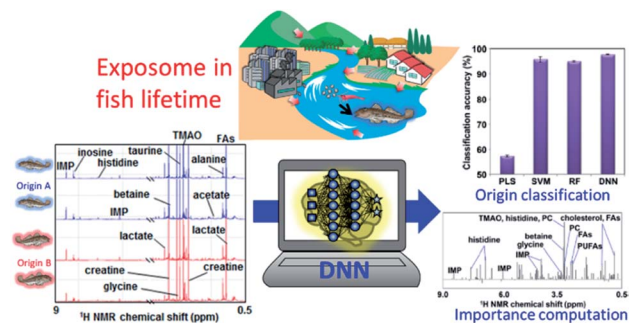 Exposome in
fish lifetime
TMAO
taurine
FAs
inosine
IMP
histidine
alanine
Origin A
betaine
acetate
IMP
lactate
lactate
Origin B
creatine
creatine
glycine
9
0.5
¹H NMR chemical shift (ppm)
DNN
Classification accuracy (%)
100
90
80
70
60
50
PLS SVM RF DNN
Origin classification
TMAO, histidine, PC
cholesterol, FAs
PC
betaine
FAs
histidine
glycine
PUFAs
IMP
IMP
IMP
9.0 6.0 3.0 0.5
¹H NMR chemical shift (ppm)
Importance computation